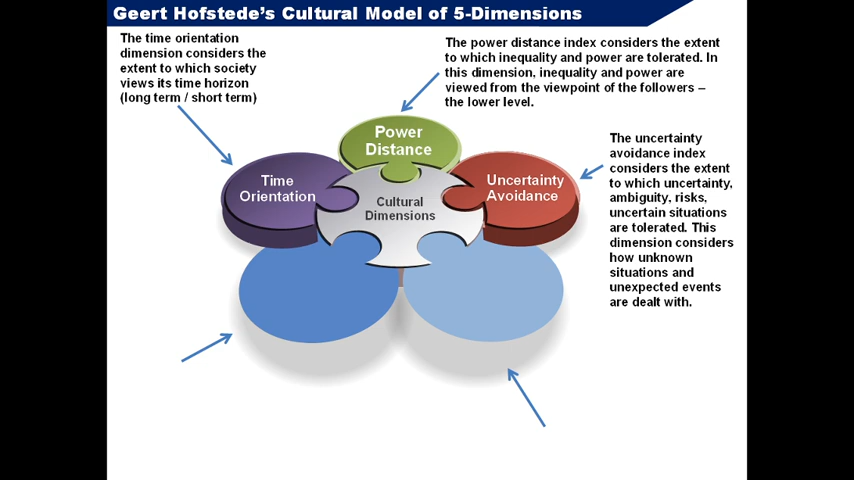 Geert Hofstede's Cultural Model of 5-Dimensions
The time orientation
dimension considers the
extent to which society
views its time horizon
(long term / short term)
The power distance index considers the extent
to which inequality and power are tolerated. In
this dimension, inequality and power are
viewed from the viewpoint of the followers –
the lower level.
Power
Distance
Time
Orientation
Cultural
Dimensions
Uncertainty
Avoidance
The uncertainty
avoidance index
considers the extent
to which uncertainty,
ambiguity, risks,
uncertain situations
are tolerated. This
dimension considers
how unknown
situations and
unexpected events
are dealt with.